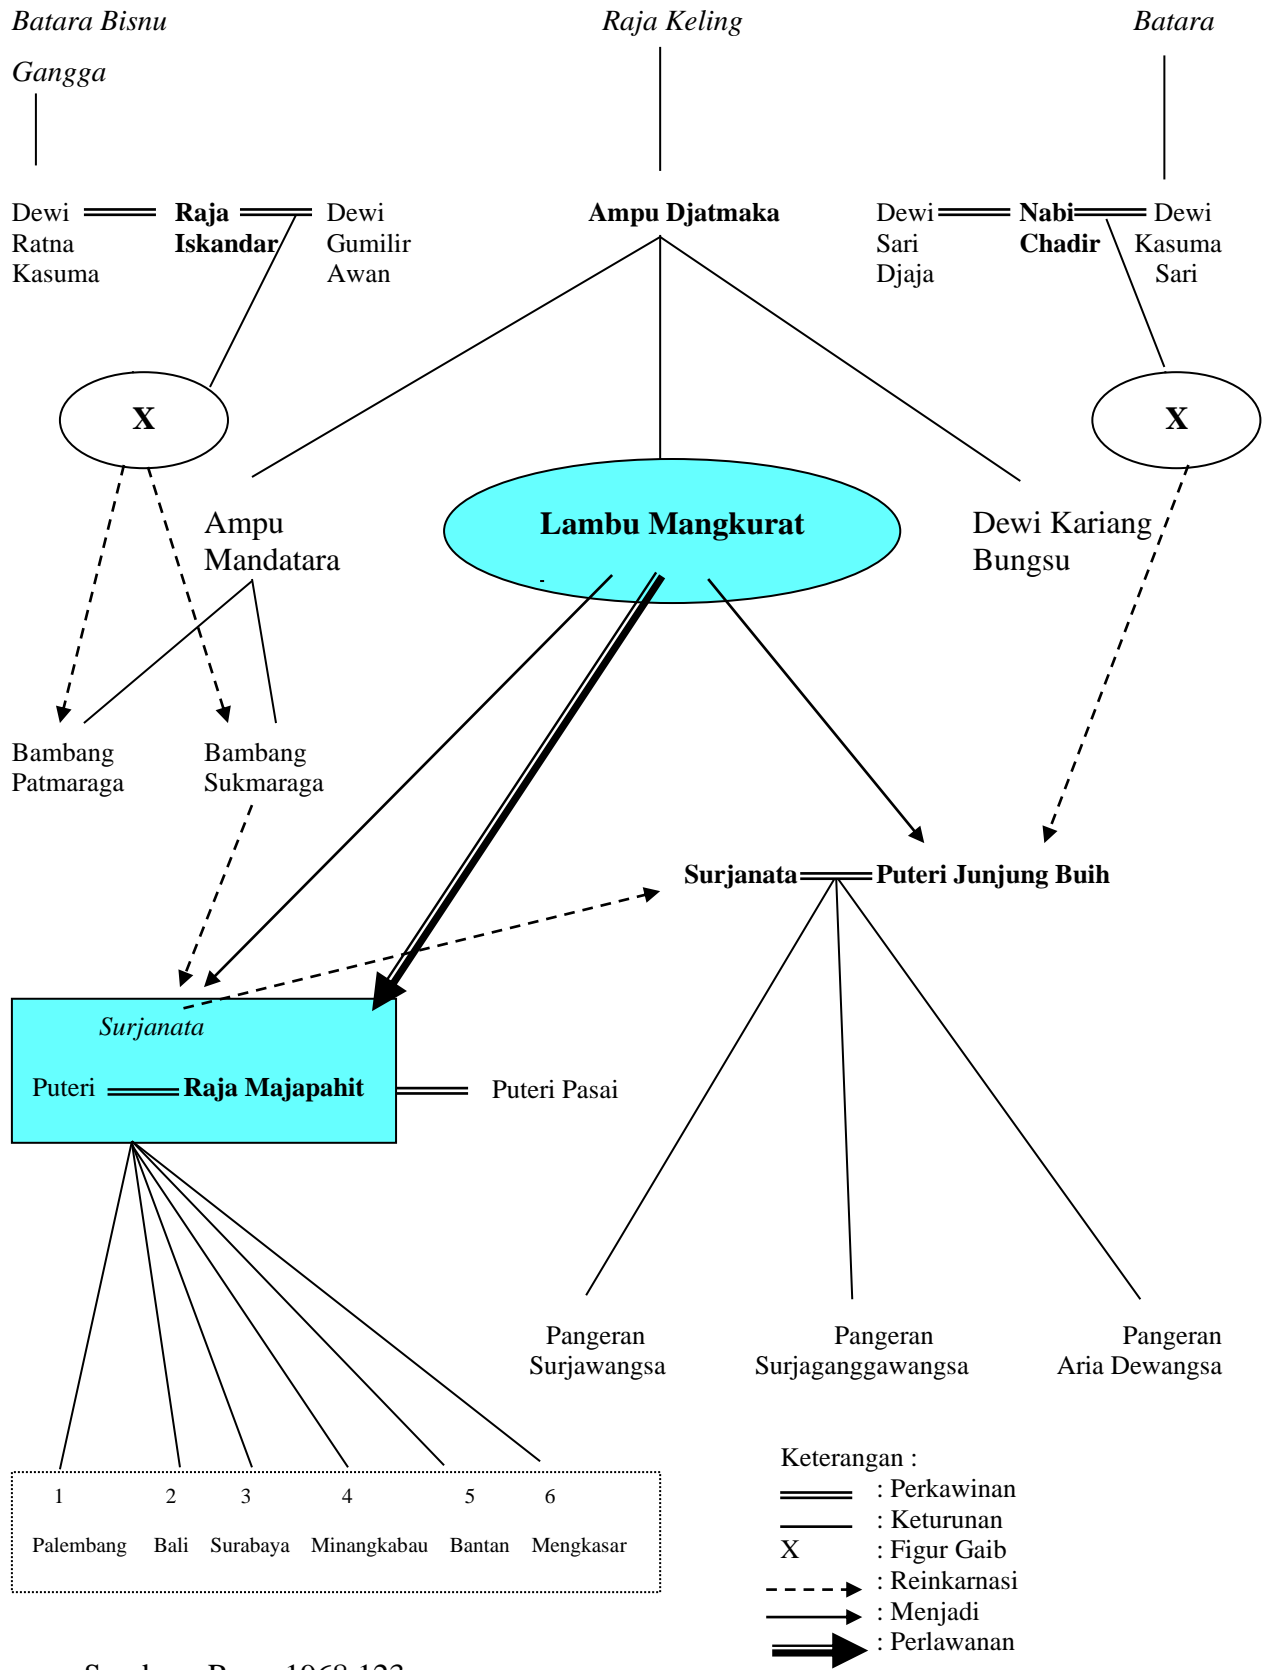 Batara Bisnu
Gangga
Raja Keling
Batara
Dewi
Ratna
Kasuma
Raja
Iskandar
Dewi
Gumilir
Awan
Ampu Djatmaka
Dewi
Sari
Djaja
Nabi
Chadir
Dewi
Kasuma
Sari
X
X
Ampu
Mandatara
Lambu Mangkurat
-
Dewi Kariang
Bungsu
Bambang
Patmaraga
Bambang
Sukmaraga
Surjanata
Puteri Junjung Buih
Surjanata
Puteri
Raja Majapahit
Puteri Pasai
Pangeran
Surjawangsa
Pangeran
Surjaganggawangsa
Pangeran
Aria Dewangsa
1 2 3 4 5 6
Palembang Bali Surabaya Minangkabau Bantan Mengkasar
Keterangan :
: Perkawinan
: Keturunan
X : Figur Gaib
: Reinkarnasi
: Menjadi
: Perlawanan